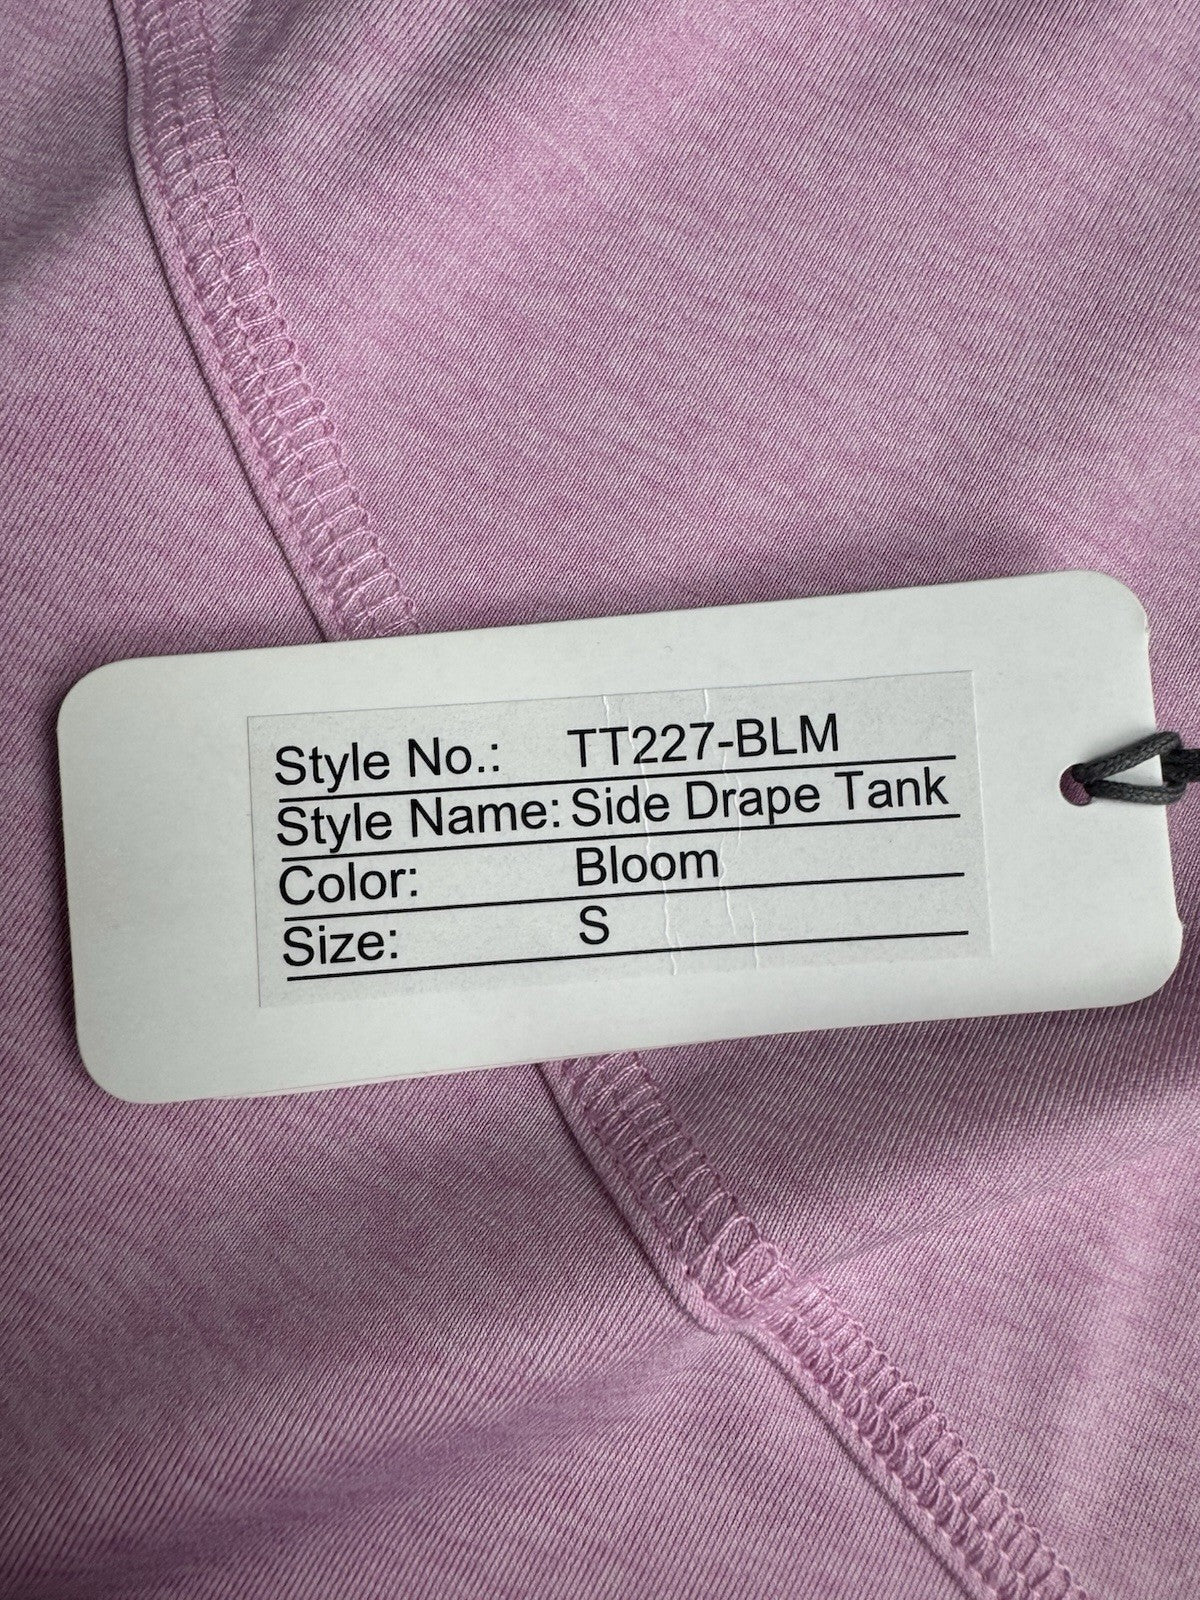 Style No.: TT227-BLM
Style Name: Side Drape Tank
Color: Bloom
Size: S